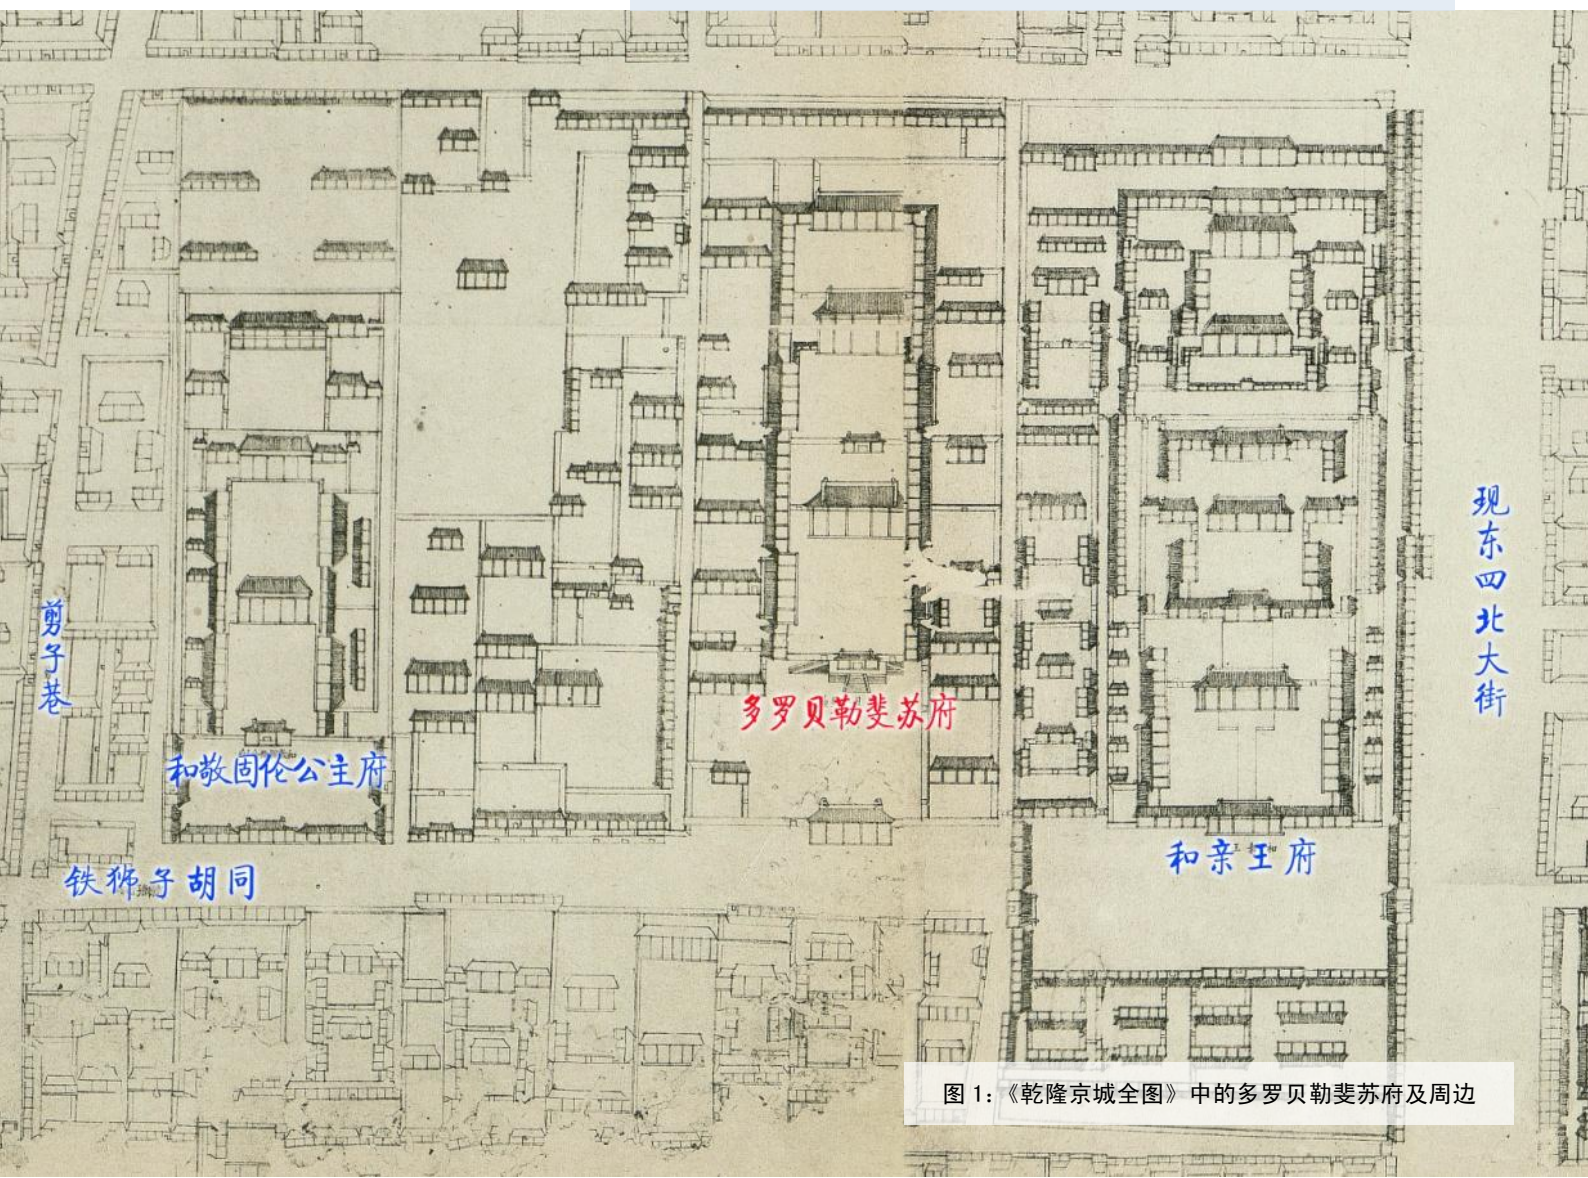 现东四北大街
剪子巷
多罗贝勒斐苏府
和敬固伦公主府
和亲王府
铁狮子胡同
图 1:《乾隆京城全图》中的多罗贝勒斐苏府及周边